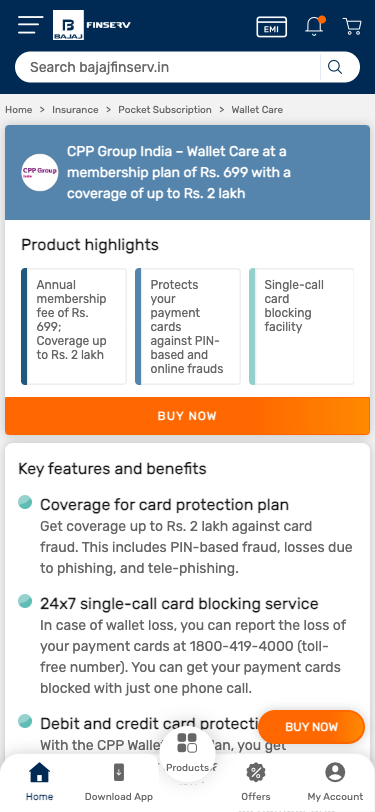 BAJAJ FINSERV
EMI
Search bajajfinserv.in
Home > Insurance > Pocket Subscription > Wallet Care
CPP Group
India
CPP Group India – Wallet Care at a
membership plan of Rs. 699 with a
coverage of up to Rs. 2 lakh
Product highlights
Annual
membership
fee of Rs.
699;
Coverage up
to Rs. 2 lakh
Protects
your
payment
cards
against PIN-
based and
online frauds
Single-call
card
blocking
facility
BUY NOW
Key features and benefits
Coverage for card protection plan
Get coverage up to Rs. 2 lakh against card
fraud. This includes PIN-based fraud, losses due
to phishing, and tele-phishing.
24x7 single-call card blocking service
In case of wallet loss, you can report the loss of
your payment cards at 1800-419-4000 (toll-
free number). You can get your payment cards
blocked with just one phone call.
Debit and credit card protecti
With the CPP Walle an, you get
BUY NOW
Home
Download App
Products
Offers
My Account